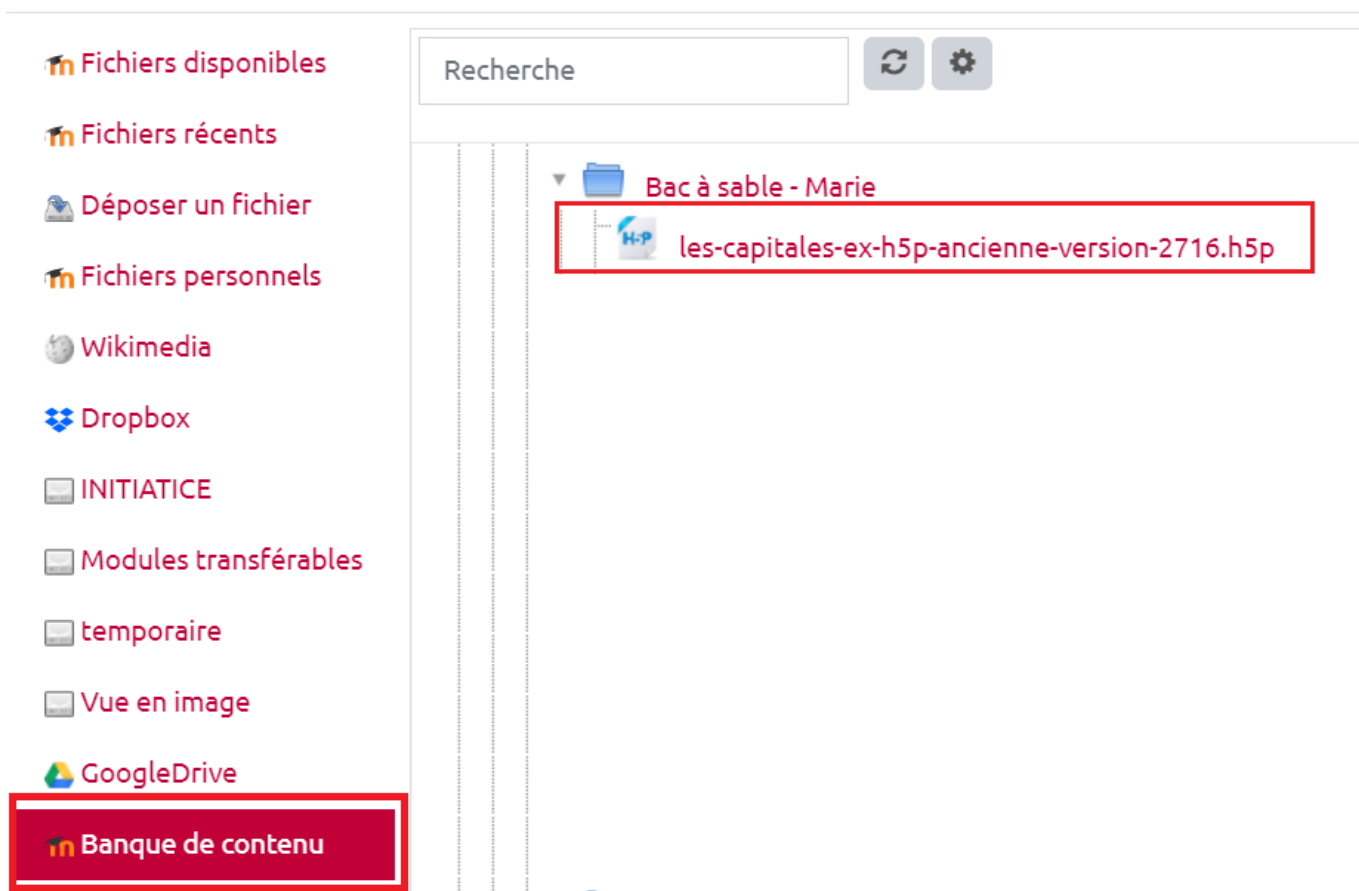 Fichiers disponibles
Fichiers récents
Déposer un fichier
Fichiers personnels
Wikimedia
Dropbox
INITIATICE
Modules transférables
temporaire
Vue en image
GoogleDrive
Banque de contenu
Recherche
Bac à sable - Marie
H-P
les-capitales-ex-h5p-ancienne-version-2716.h5p